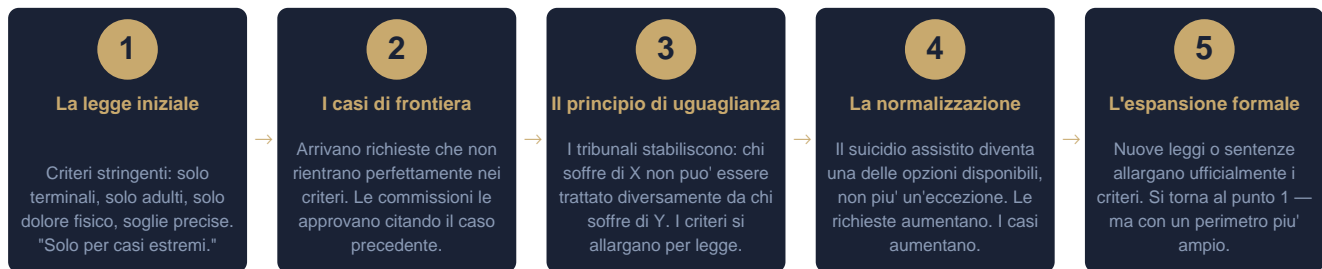 1
La legge iniziale
Criteri stringenti: solo
terminali, solo adulti, solo
dolore fisico, soglie precise.
"Solo per casi estremi."
→
2
I casi di frontiera
Arrivano richieste che non
rientrano perfettamente nei
criteri. Le commissioni le
approvano citando il caso
precedente.
→
3
Il principio di uguaglianza
I tribunali stabiliscono: chi
soffre di X non puo' essere
trattato diversamente da chi
soffre di Y. I criteri si
allargano per legge.
→
4
La normalizzazione
Il suicidio assistito diventa
una delle opzioni disponibili,
non piu' un'eccezione. Le
richieste aumentano. I casi
aumentano.
→
5
L'espansione formale
Nuove leggi o sentenze
allargano ufficialmente i
criteri. Si torna al punto 1 —
ma con un perimetro piu'
ampio.